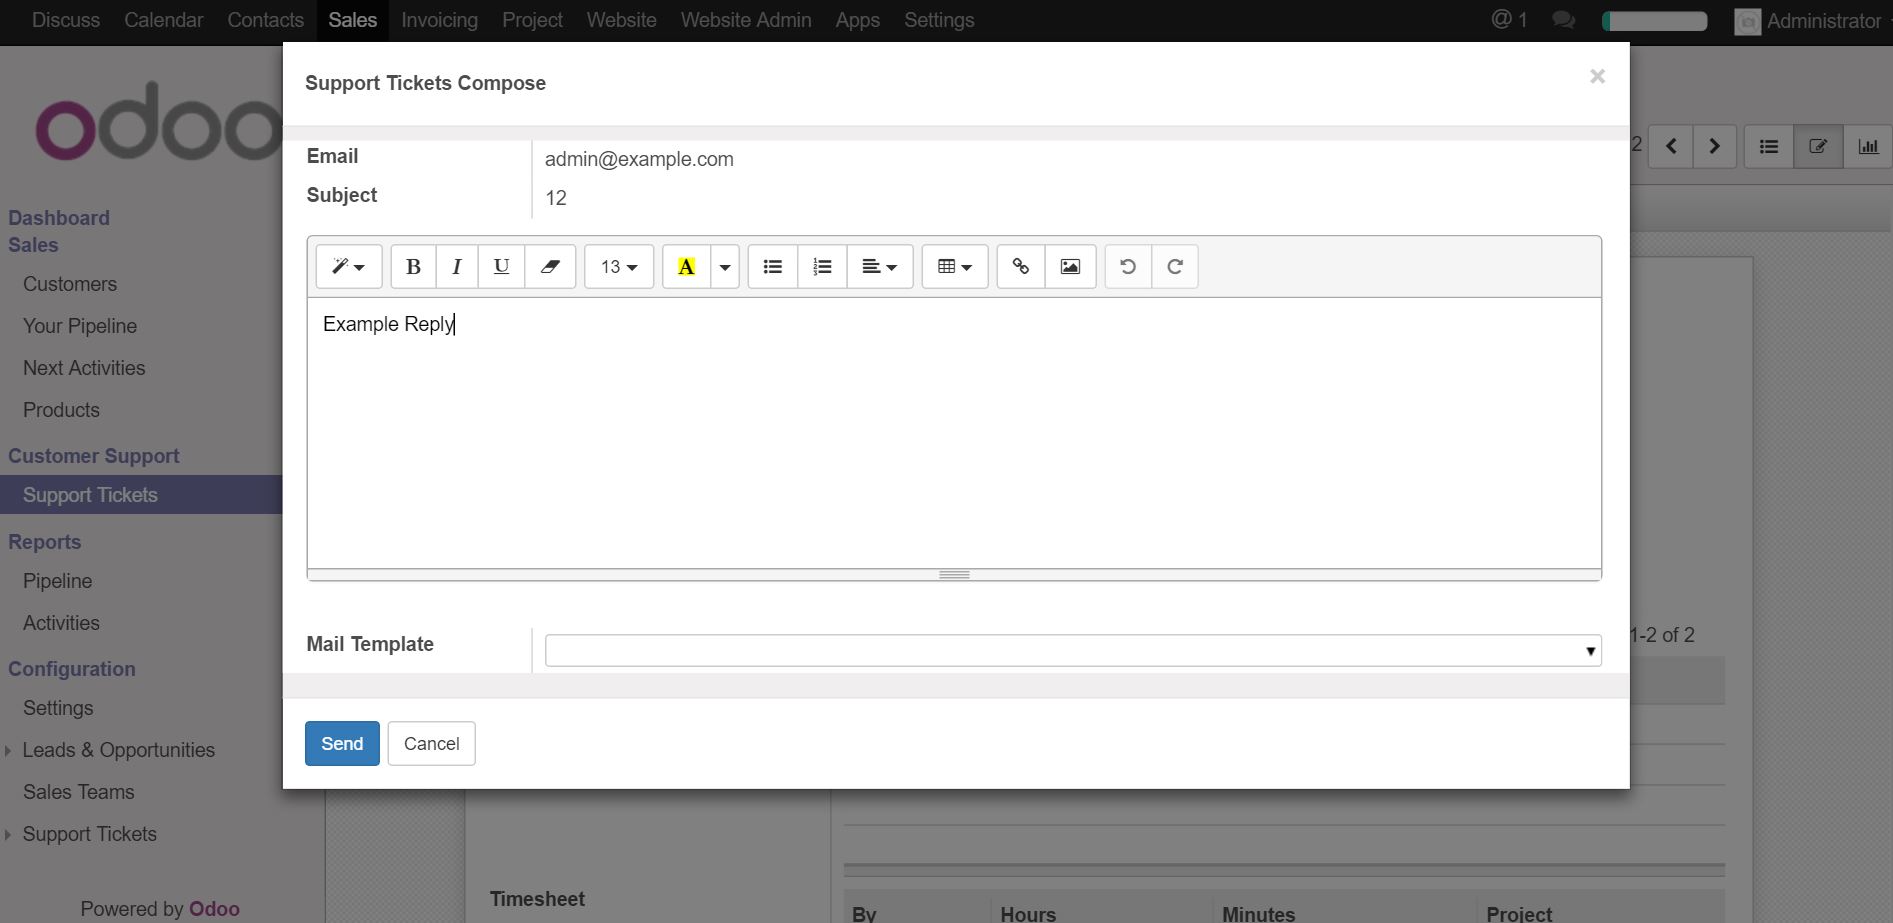 Discuss Calendar Contacts Sales Invoicing Project Website Website Admin Apps Settings @ 1 Administrator
odoo
Support Tickets Compose ×
Email admin@example.com
Subject 12
2
B I U 13 A
Example Reply
Mail Template
Send Cancel
Dashboard
Sales
Customers
Your Pipeline
Next Activities
Products
Customer Support
Support Tickets
Reports
Pipeline
Activities
Configuration
Settings
Leads & Opportunities
Sales Teams
Support Tickets
Powered by Odoo
1-2 of 2
Timesheet
By Hours Minutes Project